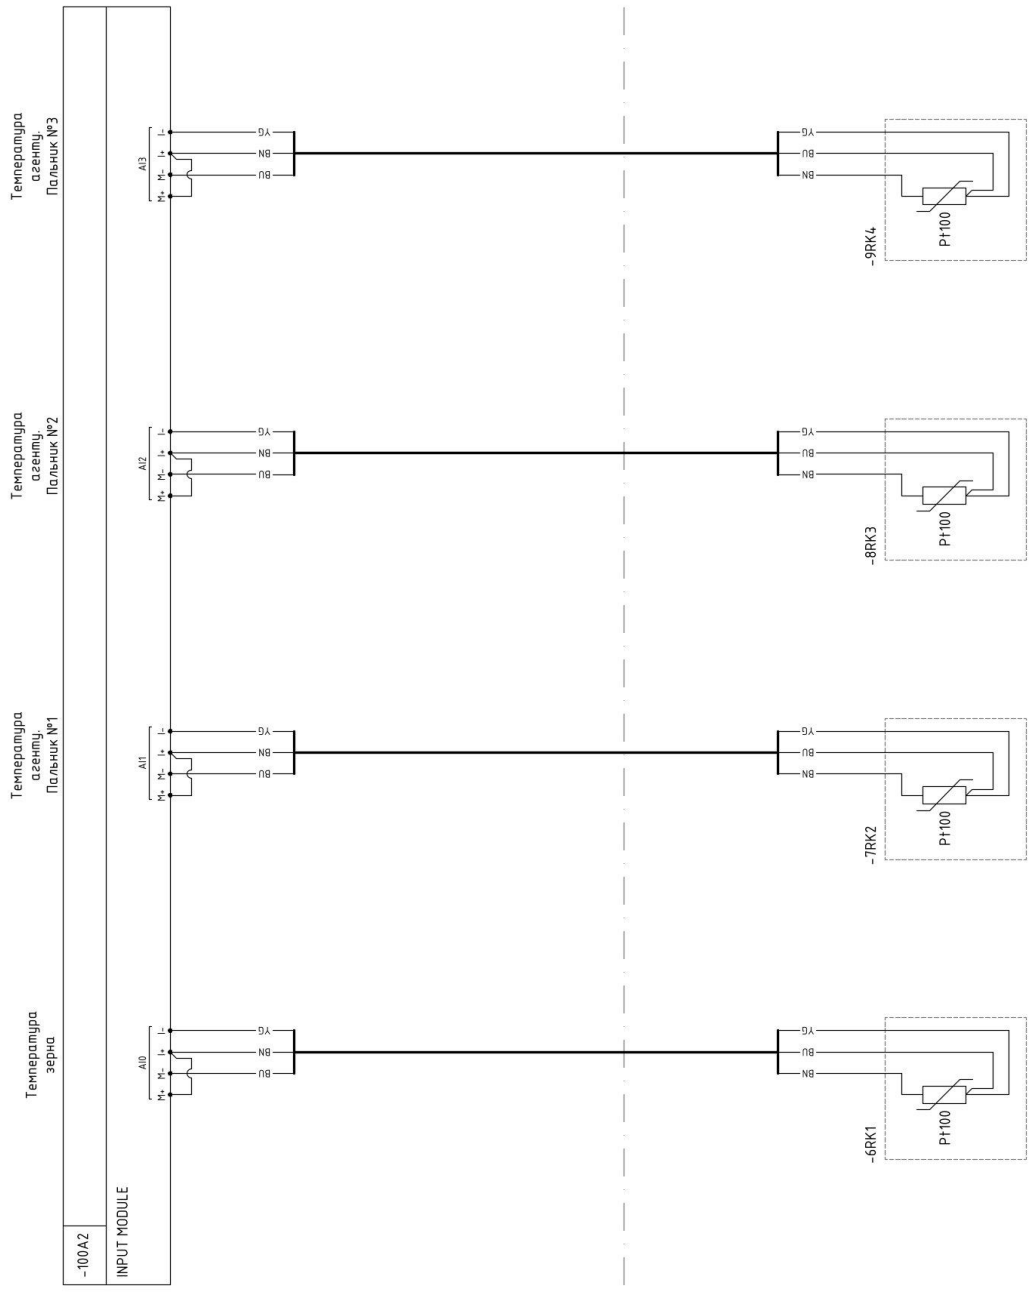 Температура
зерна
Температура
агенту.
Пальник №1
Температура
агенту.
Пальник №2
Температура
агенту.
Пальник №3
-100A2
INPUT MODULE
AI0
M+ M- I+ I-
BU BN YG
AI1
M+ M- I+ I-
BU BN YG
AI2
M+ M- I+ I-
BU BN YG
AI3
M+ M- I+ I-
BU BN YG
BN BU YG
-6RK1
Pt100
BN BU YG
-7RK2
Pt100
BN BU YG
-8RK3
Pt100
BN BU YG
-9RK4
Pt100